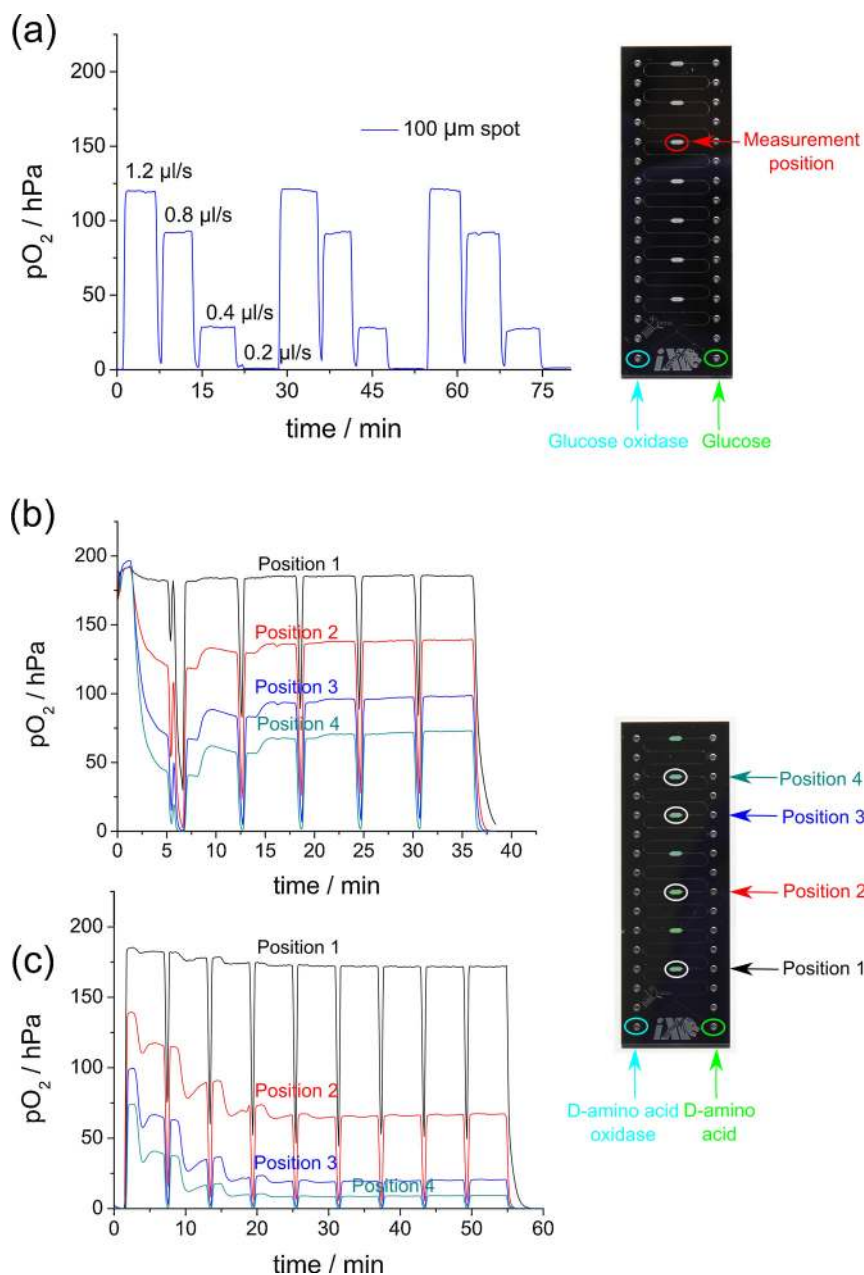 (a)
pO2 / hPa
200
150
100
50
0
0 15 30 45 60 75
time / min
100 µm spot
1.2 µl/s
0.8 µl/s
0.4 µl/s
0.2 µl/s
Measurement
position
Glucose oxidase
Glucose
(b)
pO2 / hPa
200
150
100
50
0
0 5 10 15 20 25 30 35 40
time / min
Position 1
Position 2
Position 3
Position 4
(c)
pO2 / hPa
200
150
100
50
0
0 10 20 30 40 50 60
time / min
Position 1
Position 2
Position 3
Position 4
Position 4
Position 3
Position 2
Position 1
D-amino acid
oxidase
D-amino
acid